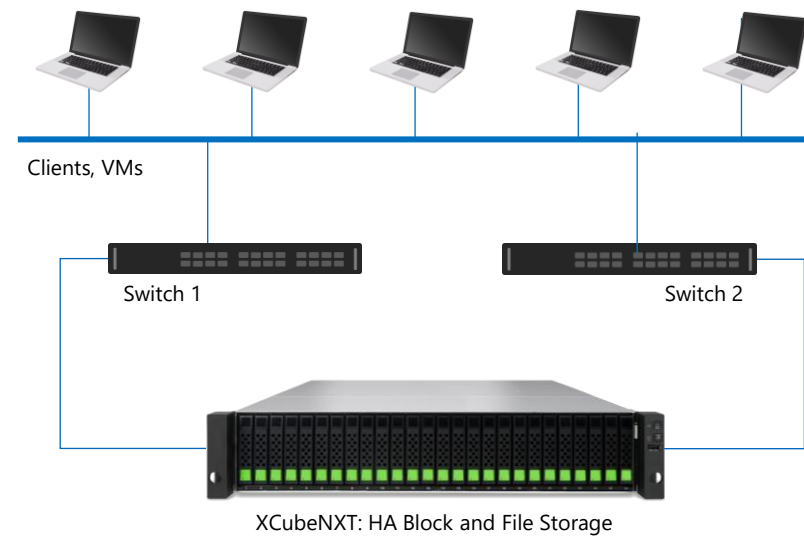 Clients, VMs
Switch 1
Switch 2
XCubeNXT: HA Block and File Storage